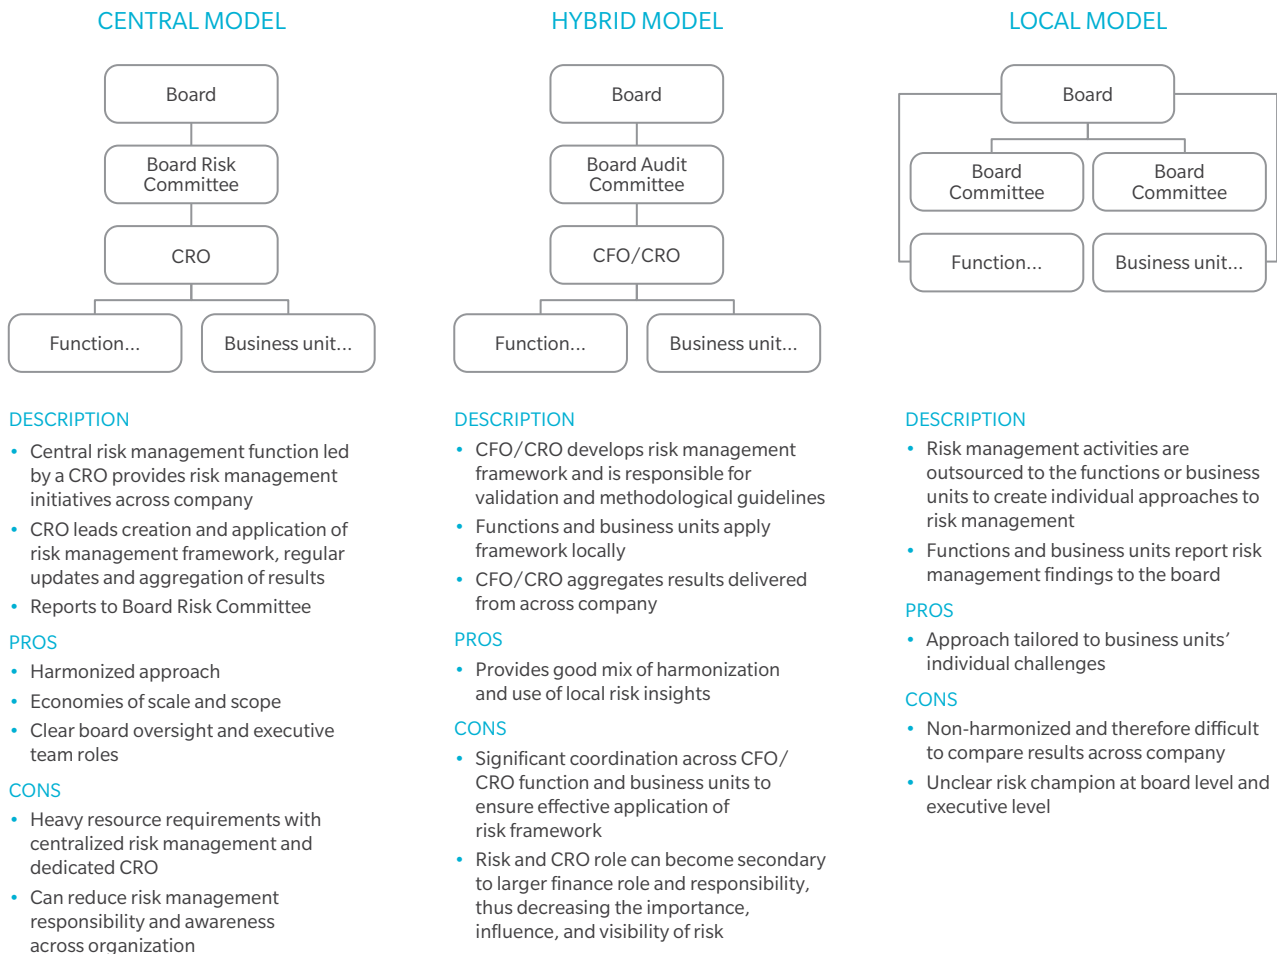 CENTRAL MODEL
Board
Board Risk
Committee
CRO
Function...
Business unit...
DESCRIPTION
• Central risk management function led
by a CRO provides risk management
initiatives across company
• CRO leads creation and application of
risk management framework, regular
updates and aggregation of results
• Reports to Board Risk Committee
PROS
• Harmonized approach
• Economies of scale and scope
• Clear board oversight and executive
team roles
CONS
• Heavy resource requirements with
centralized risk management and
dedicated CRO
• Can reduce risk management
responsibility and awareness
across organization
HYBRID MODEL
Board
Board Audit
Committee
CFO/CRO
Function...
Business unit...
DESCRIPTION
• CFO/CRO develops risk management
framework and is responsible for
validation and methodological guidelines
• Functions and business units apply
framework locally
• CFO/CRO aggregates results delivered
from across company
PROS
• Provides good mix of harmonization
and use of local risk insights
CONS
• Significant coordination across CFO/
CRO function and business units to
ensure effective application of
risk framework
• Risk and CRO role can become secondary
to larger finance role and responsibility,
thus decreasing the importance,
influence, and visibility of risk
LOCAL MODEL
Board
Board
Committee
Board
Committee
Function...
Business unit...
DESCRIPTION
• Risk management activities are
outsourced to the functions or business
units to create individual approaches to
risk management
• Functions and business units report risk
management findings to the board
PROS
• Approach tailored to business units’
individual challenges
CONS
• Non-harmonized and therefore difficult
to compare results across company
• Unclear risk champion at board level and
executive level